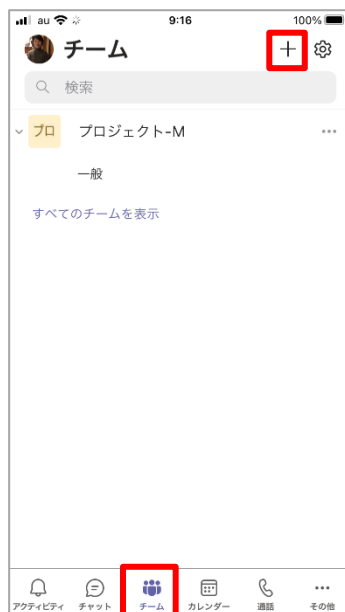 au 9:16 100%
チーム
検索
プロ プロジェクト-M
一般
すべてのチームを表示
アクティビティ チャット チーム カレンダー 通話 その他